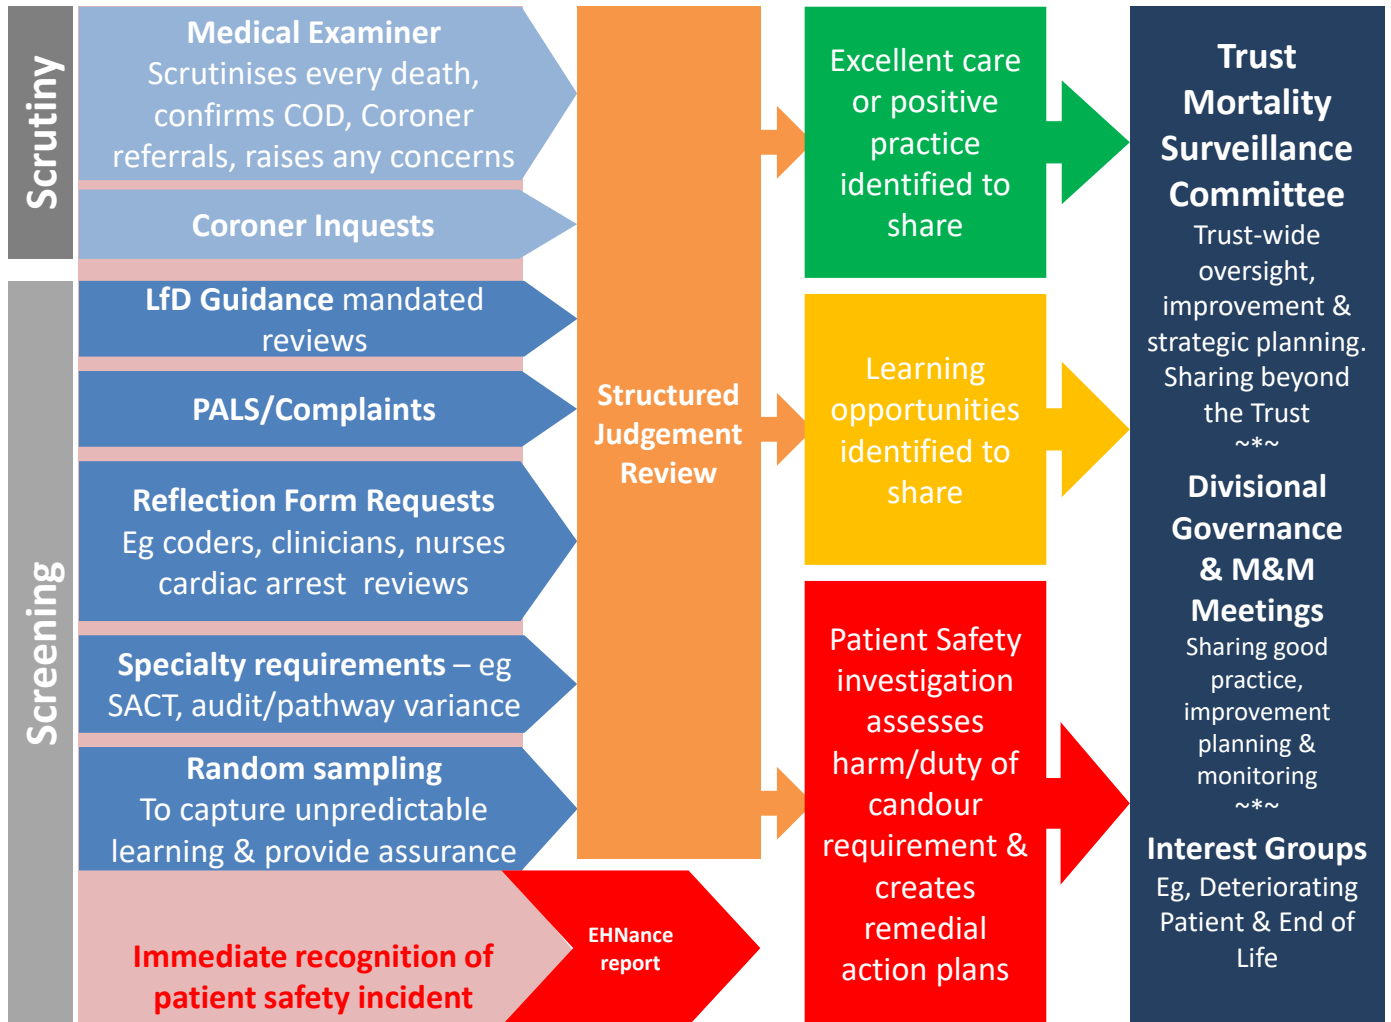 Scrutiny
Medical Examiner
Scrutinises every death,
confirms COD, Coroner
referrals, raises any concerns
Coroner Inquests
Screening
LfD Guidance mandated
reviews
PALS/Complaints
Reflection Form Requests
Eg coders, clinicians, nurses
cardiac arrest reviews
Specialty requirements – eg
SACT, audit/pathway variance
Random sampling
To capture unpredictable
learning & provide assurance
Immediate recognition of
patient safety incident
EHNance
report
Structured
Judgement
Review
Excellent care
or positive
practice
identified to
share
Learning
opportunities
identified to
share
Patient Safety
investigation
assesses
harm/duty of
candour
requirement &
creates
remedial
action plans
Trust
Mortality
Surveillance
Committee
Trust-wide
oversight,
improvement &
strategic planning.
Sharing beyond
the Trust
~*~
Divisional
Governance
& M&M
Meetings
Sharing good
practice,
improvement
planning &
monitoring
~*~
Interest Groups
Eg, Deteriorating
Patient & End of
Life